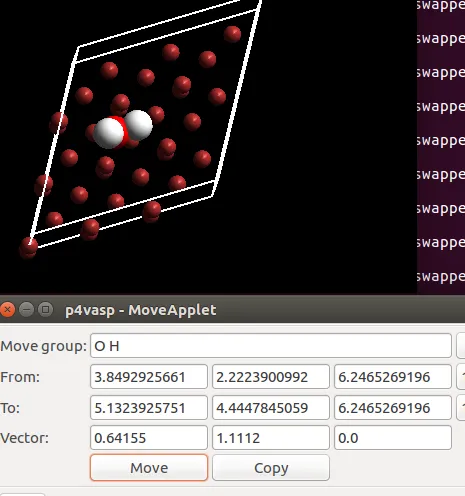 swappe
swappe
swappe
swappe
swappe
swappe
swappe
swappe
swappe
p4vasp - MoveApplet
Move group: O H
From: 3.8492925661 2.2223900992 6.2465269196
To: 5.1323925751 4.4447845059 6.2465269196
Vector: 0.64155 1.1112 0.0
Move Copy